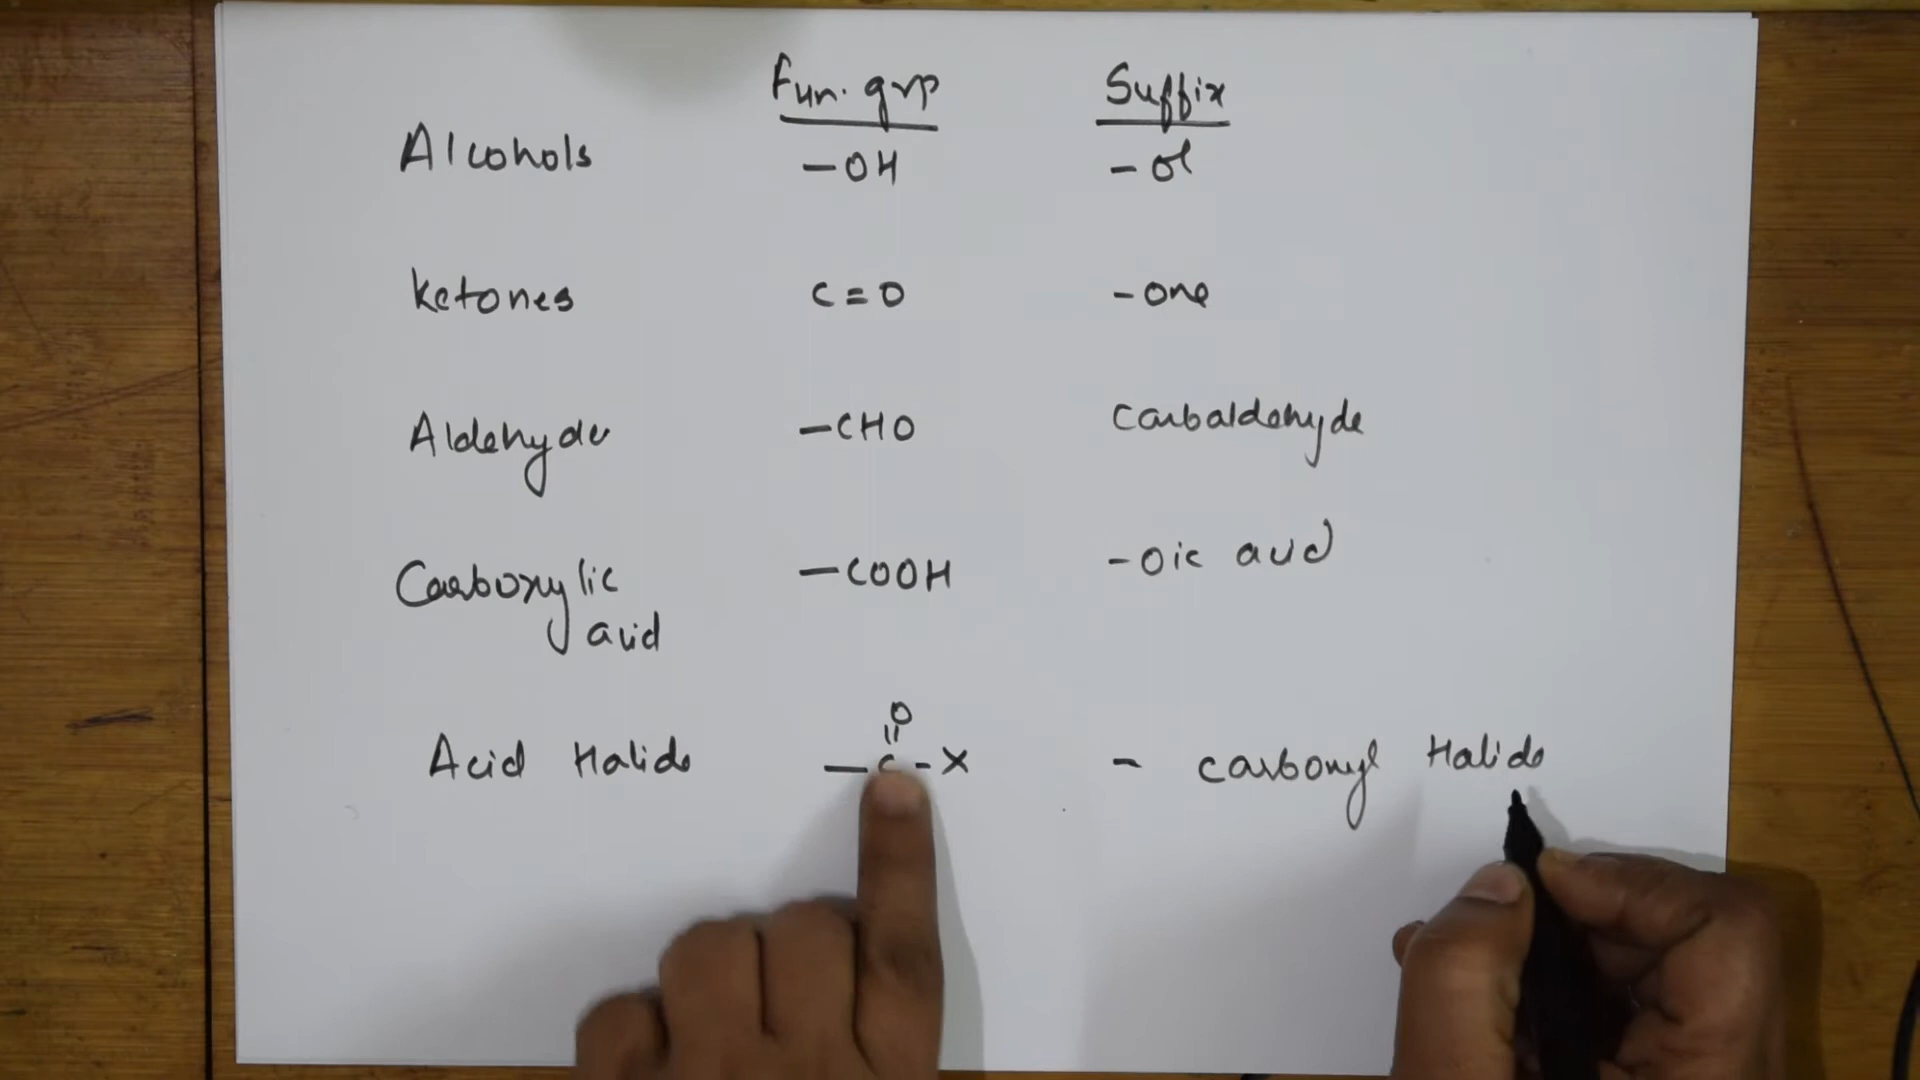 Fun. grp Suffix
Alcohols -OH - ol
Ketones C=O -one
Aldehyde -CHO Carbaldehyde
Carboxylic -COOH -oic acid
acid
O
||
Acid Halide -C-X - carbonyl Halide